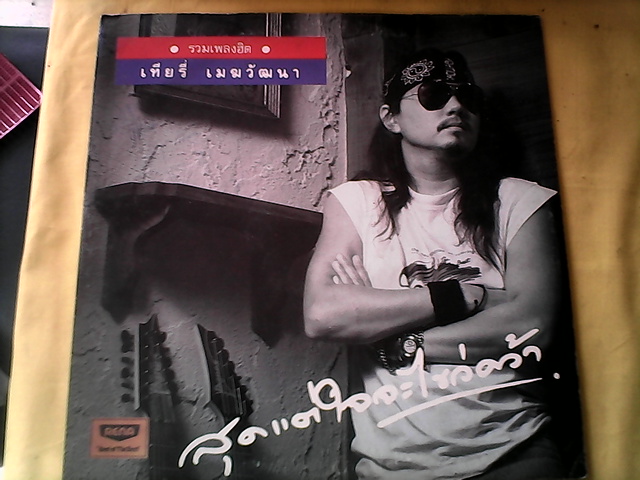 • รวมเพลงฮิต •
เทียรี่ เมฆวัฒนา
สุดแต่ใจจะไขว่คว้า